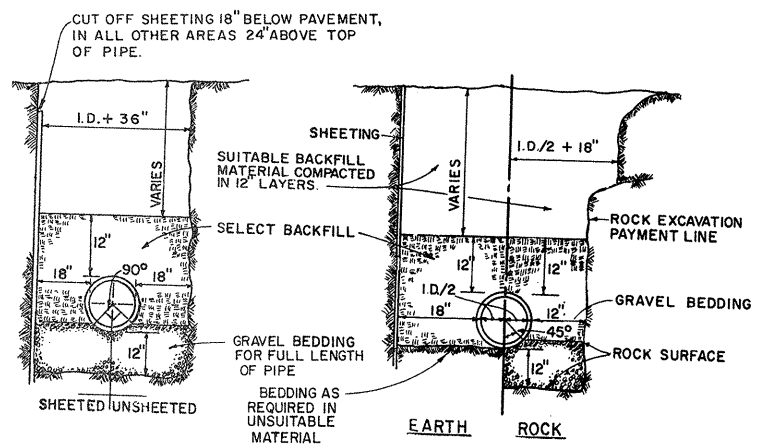 CUT OFF SHEETING 18" BELOW PAVEMENT,
IN ALL OTHER AREAS 24" ABOVE TOP
OF PIPE.
I.D.+ 36"
VARIES
12"
90°
18"
18"
12"
SHEETED UNSHEETED
SHEETING
SUITABLE BACKFILL
MATERIAL COMPACTED
IN 12" LAYERS.
SELECT BACKFILL
GRAVEL BEDDING
FOR FULL LENGTH
OF PIPE
BEDDING AS
REQUIRED IN
UNSUITABLE
MATERIAL
I.D./2 + 18"
VARIES
ROCK EXCAVATION
PAYMENT LINE
12"
12"
I.D./2
18"
12"
45°
12"
GRAVEL BEDDING
ROCK SURFACE
EARTH
ROCK